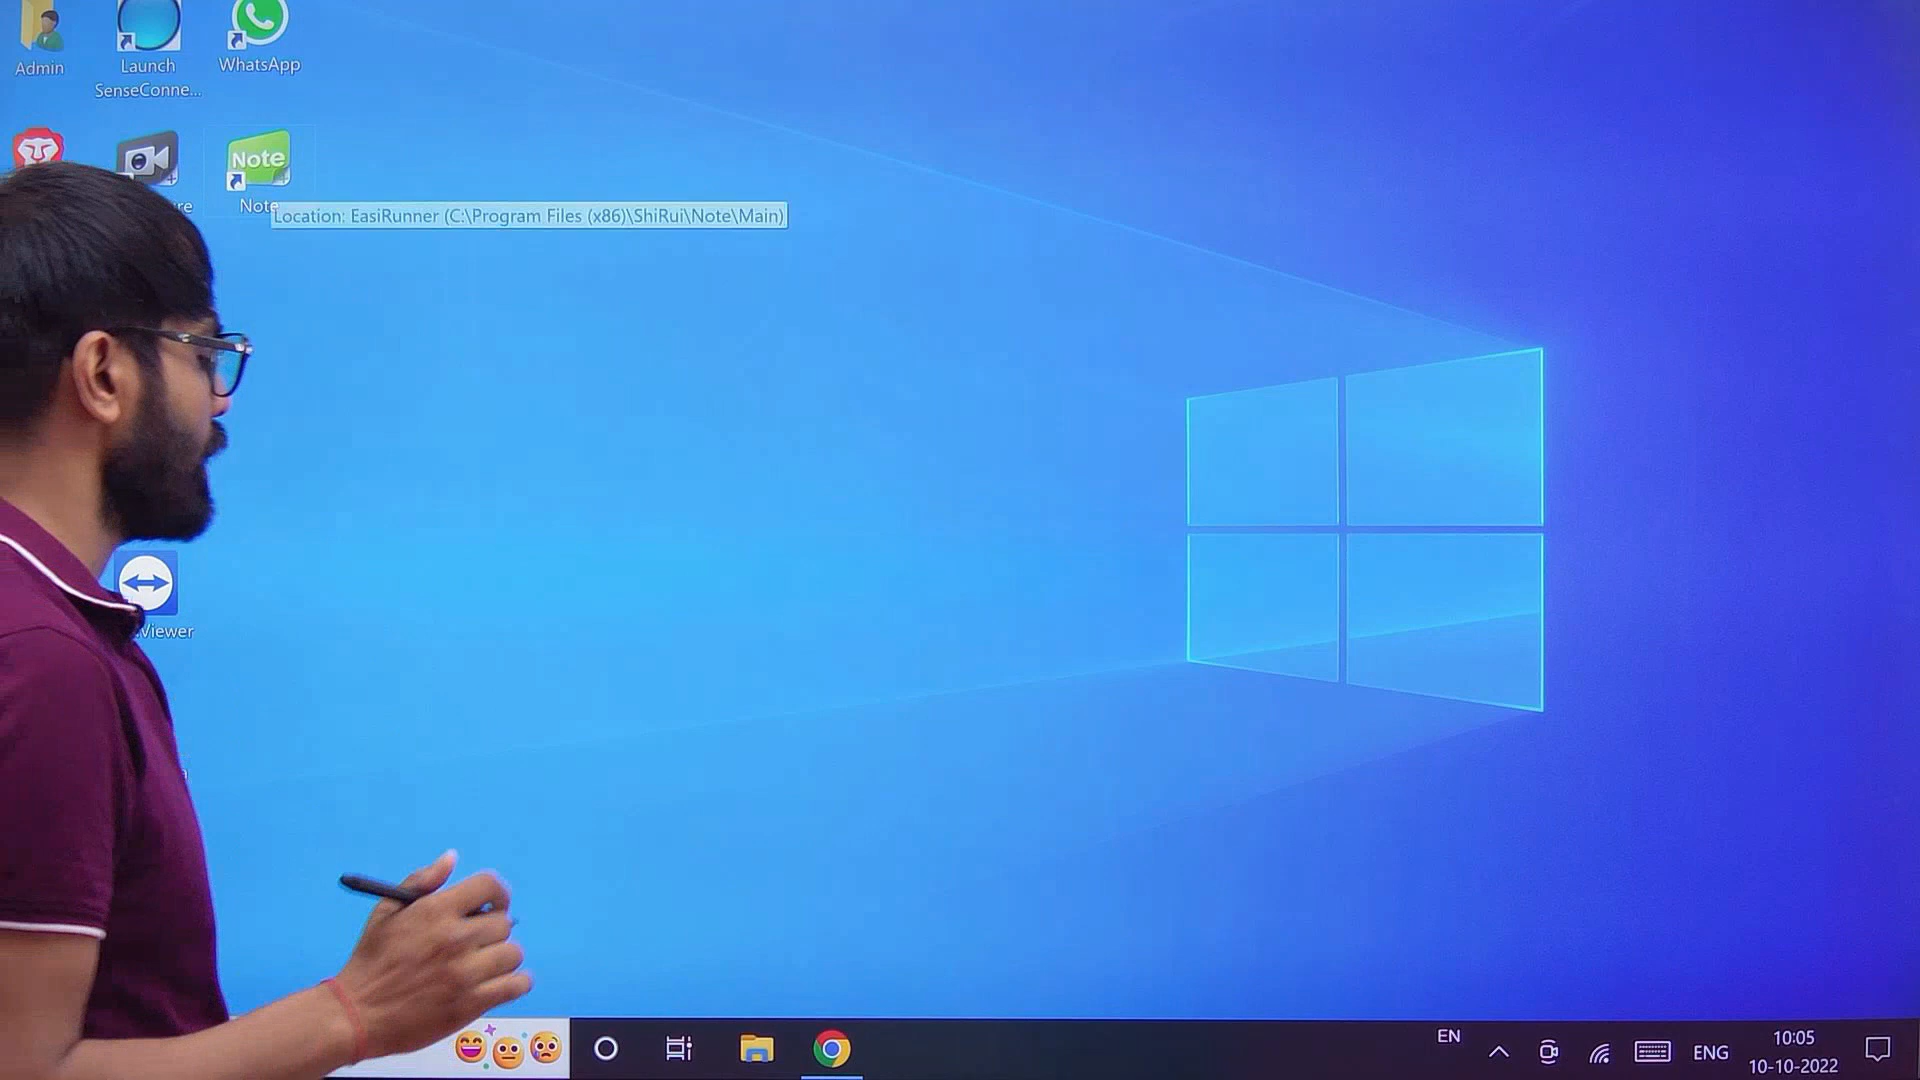 Admin
Launch
SenseConne...
WhatsApp
Note
re
Note
Location: EasiRunner (C:\Program Files (x86)\ShiRui\Note\Main)
Viewer
EN
ENG
10:05
10-10-2022